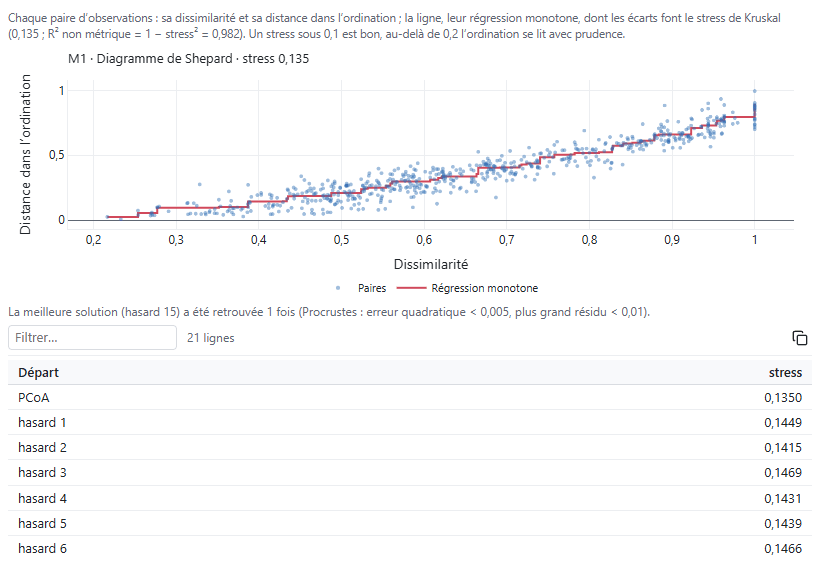 Chaque paire d’observations : sa dissimilarité et sa distance dans l’ordination ; la ligne, leur régression monotone, dont les écarts font le stress de Kruskal
(0,135 ; R² non métrique = 1 − stress² = 0,982). Un stress sous 0,1 est bon, au-delà de 0,2 l’ordination se lit avec prudence.
M1 · Diagramme de Shepard · stress 0,135
Distance dans l’ordination
1
0,5
0
0,2 0,3 0,4 0,5 0,6 0,7 0,8 0,9 1
Dissimilarité
Paires Régression monotone
La meilleure solution (hasard 15) a été retrouvée 1 fois (Procrustes : erreur quadratique < 0,005, plus grand résidu < 0,01).
Filtrer... 21 lignes
Départ stress
PCoA 0,1350
hasard 1 0,1449
hasard 2 0,1415
hasard 3 0,1469
hasard 4 0,1431
hasard 5 0,1439
hasard 6 0,1466